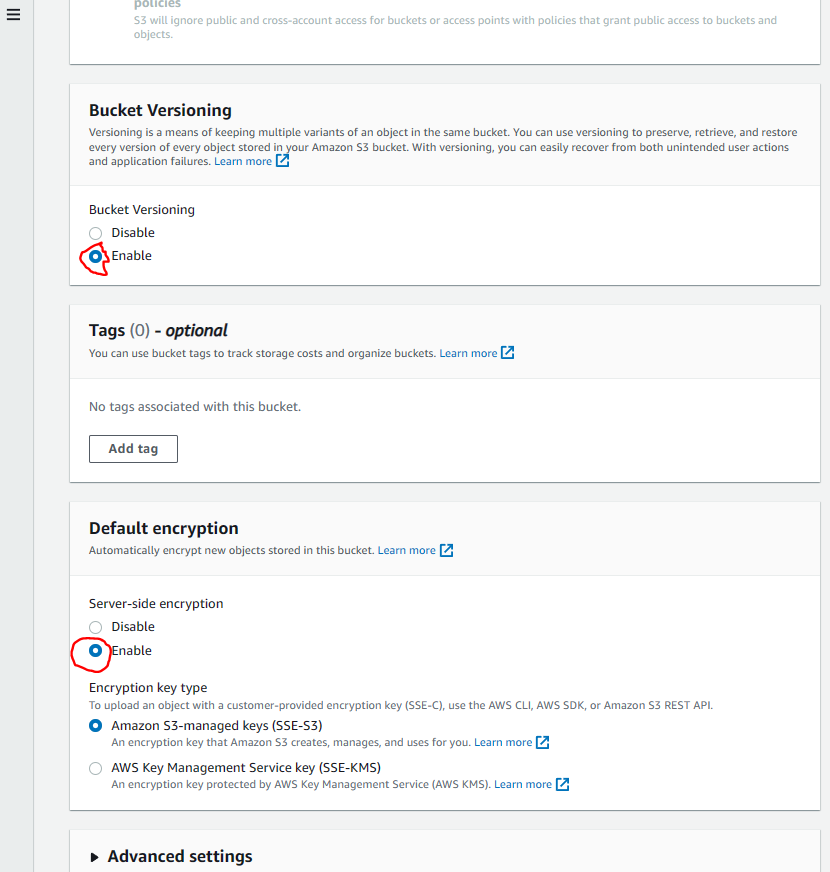 policies
S3 will ignore public and cross-account access for buckets or access points with policies that grant public access to buckets and
objects.
Bucket Versioning
Versioning is a means of keeping multiple variants of an object in the same bucket. You can use versioning to preserve, retrieve, and restore
every version of every object stored in your Amazon S3 bucket. With versioning, you can easily recover from both unintended user actions
and application failures. Learn more
Bucket Versioning
Disable
Enable
Tags (0) - optional
You can use bucket tags to track storage costs and organize buckets. Learn more
No tags associated with this bucket.
Add tag
Default encryption
Automatically encrypt new objects stored in this bucket. Learn more
Server-side encryption
Disable
Enable
Encryption key type
To upload an object with a customer-provided encryption key (SSE-C), use the AWS CLI, AWS SDK, or Amazon S3 REST API.
Amazon S3-managed keys (SSE-S3)
An encryption key that Amazon S3 creates, manages, and uses for you. Learn more
AWS Key Management Service key (SSE-KMS)
An encryption key protected by AWS Key Management Service (AWS KMS). Learn more
Advanced settings